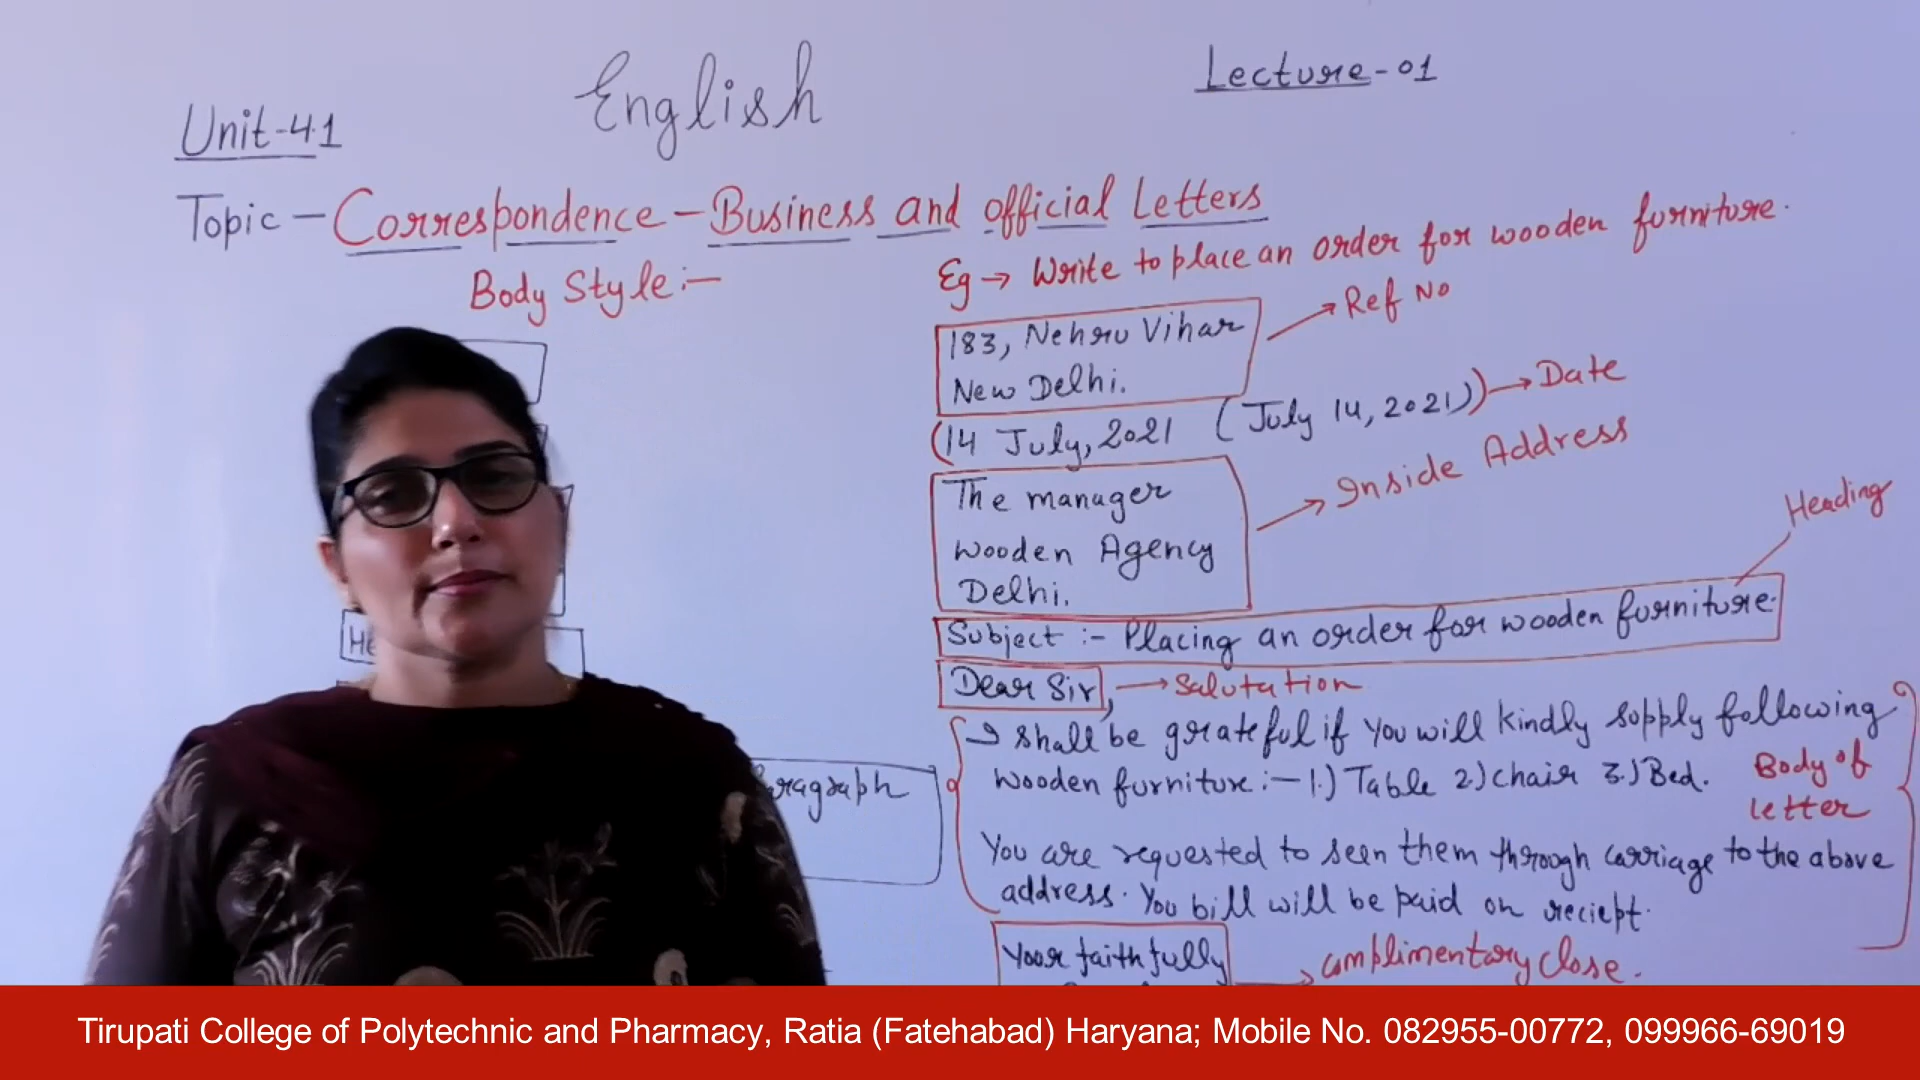 English
Lecture-01
Unit-4.1
Topic - Correspondence - Business and official Letters
Body Style :-
Eg → Write to place an order for wooden furniture.
183, Nehru Vihar → Ref No
New Delhi.
(14 July, 2021 (July 14, 2021)) → Date
The manager
wooden Agency → Inside Address
Delhi.
Heading
Subject :- Placing an order for wooden furniture.
Dear Sir, → Salutation
I shall be grateful if you will kindly supply following
wooden furniture :- 1.) Table 2.) chair 3.) Bed.
Body of
letter
You are requested to seen them through carriage to the above
address. You bill will be paid on reciept.
Your faithfully → complimentary close.
Tirupati College of Polytechnic and Pharmacy, Ratia (Fatehabad) Haryana; Mobile No. 082955-00772, 099966-69019